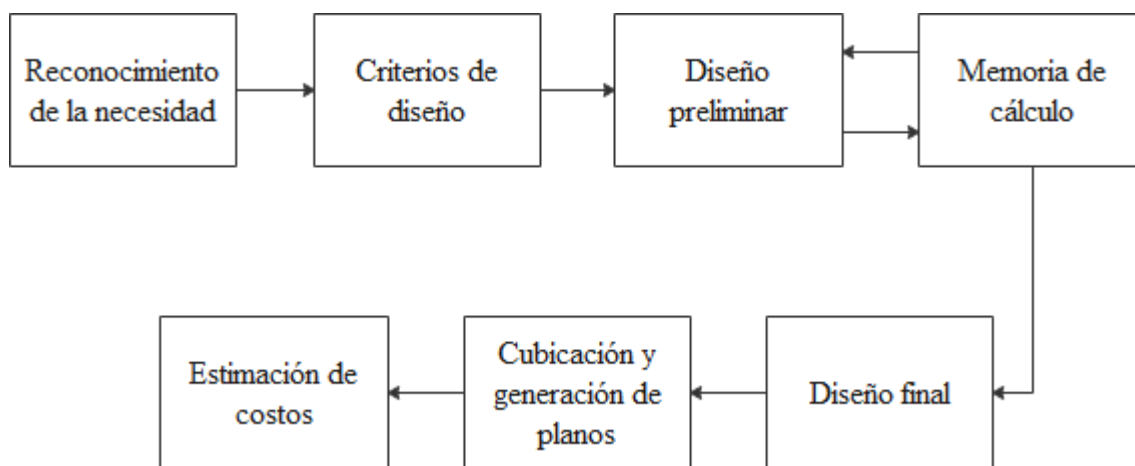 Reconocimiento
de la necesidad
Criterios de
diseño
Diseño
preliminar
Memoria de
cálculo
Estimación de
costos
Cubicación y
generación de
planos
Diseño final